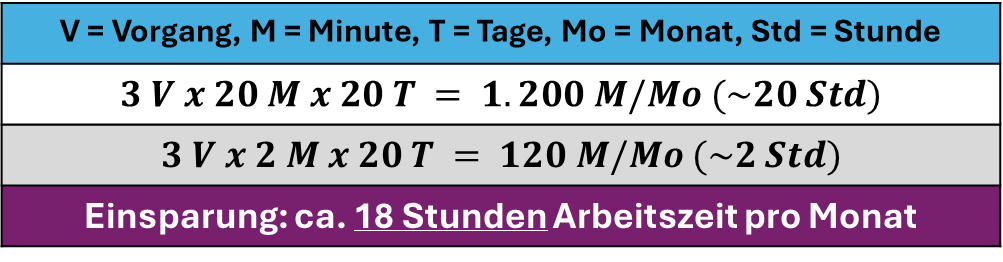 V = Vorgang, M = Minute, T = Tage, Mo = Monat, Std = Stunde
3 V x 20 M x 20 T = 1.200 M/Mo (~20 Std)
3 V x 2 M x 20 T = 120 M/Mo (~2 Std)
Einsparung: ca. 18 Stunden Arbeitszeit pro Monat